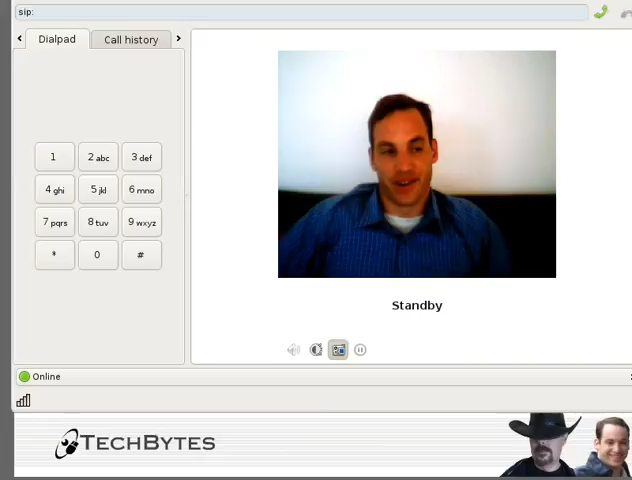 sip:
Dialpad
Call history
1
2 abc
3 def
4 ghi
5 jkl
6 mno
7 pqrs
8 tuv
9 wxyz
*
0
#
Standby
Online
TECHBYTES